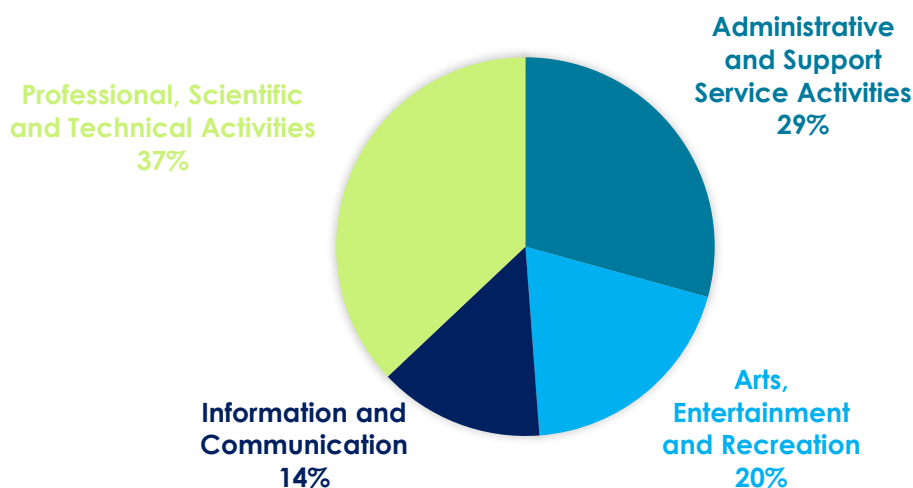 Administrative
and Support
Service Activities
29%
Professional, Scientific
and Technical Activities
37%
Arts,
Entertainment
and Recreation
20%
Information and
Communication
14%